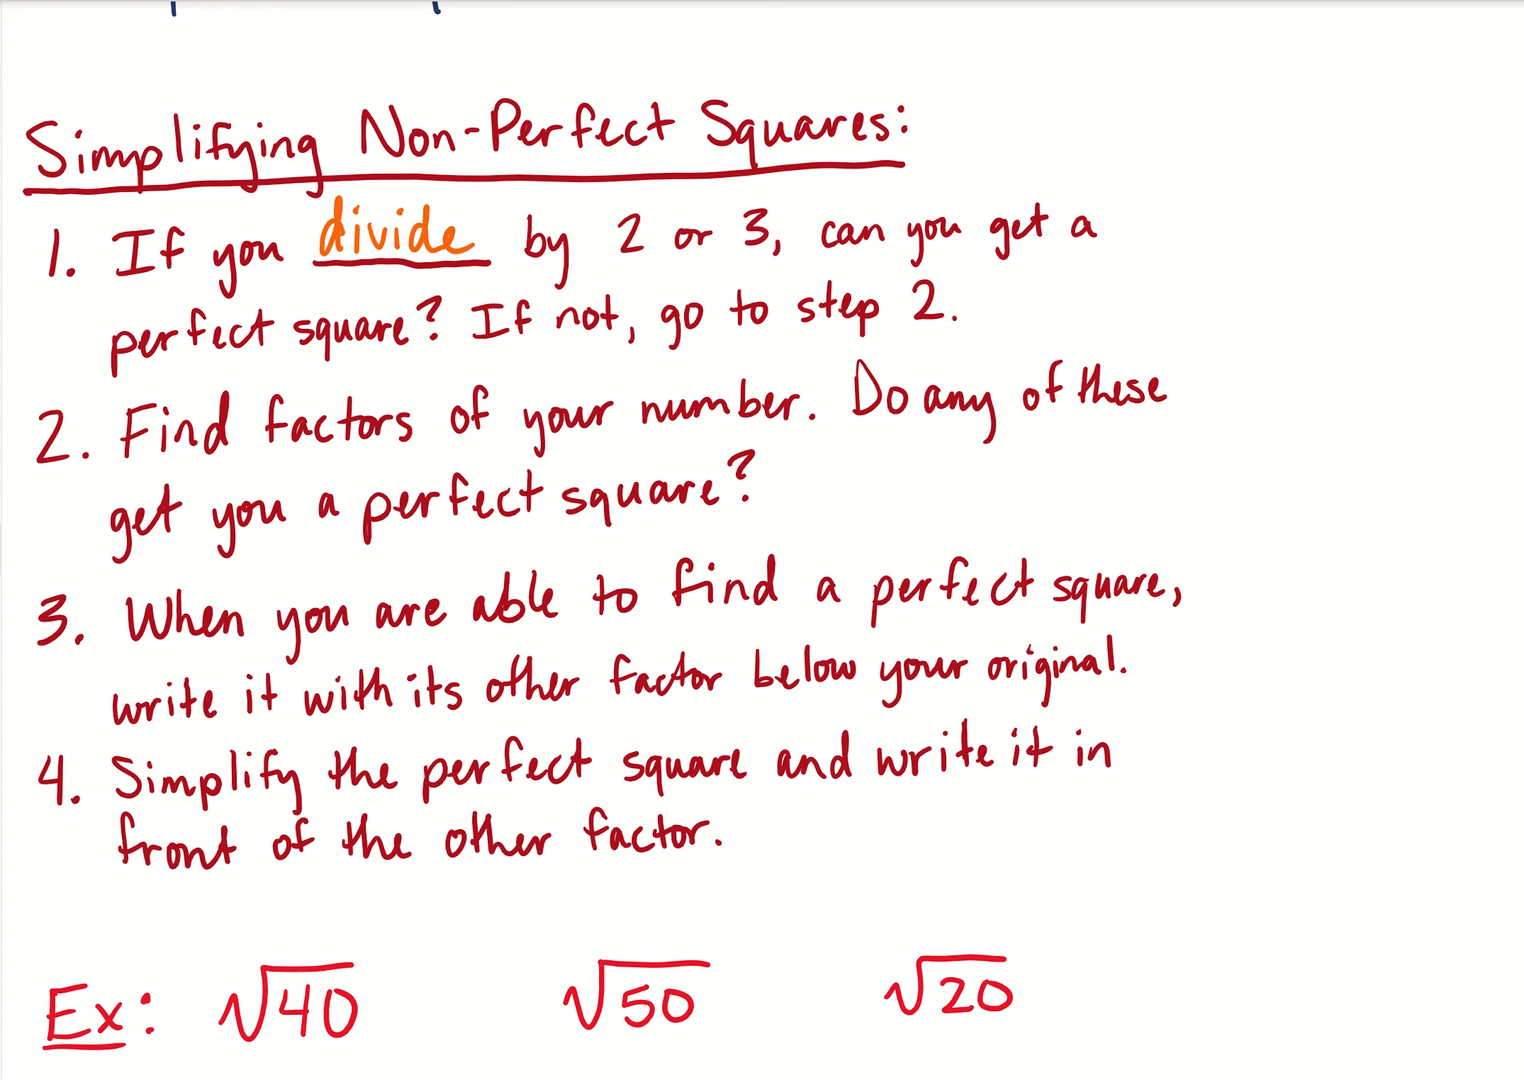 Simplifying Non-Perfect Squares:
1. If you divide by 2 or 3, can you get a
perfect square? If not, go to step 2.
2. Find factors of your number. Do any of these
get you a perfect square?
3. When you are able to find a perfect square,
write it with its other factor below your original.
4. Simplify the perfect square and write it in
front of the other factor.
Ex: √40 √50 √20